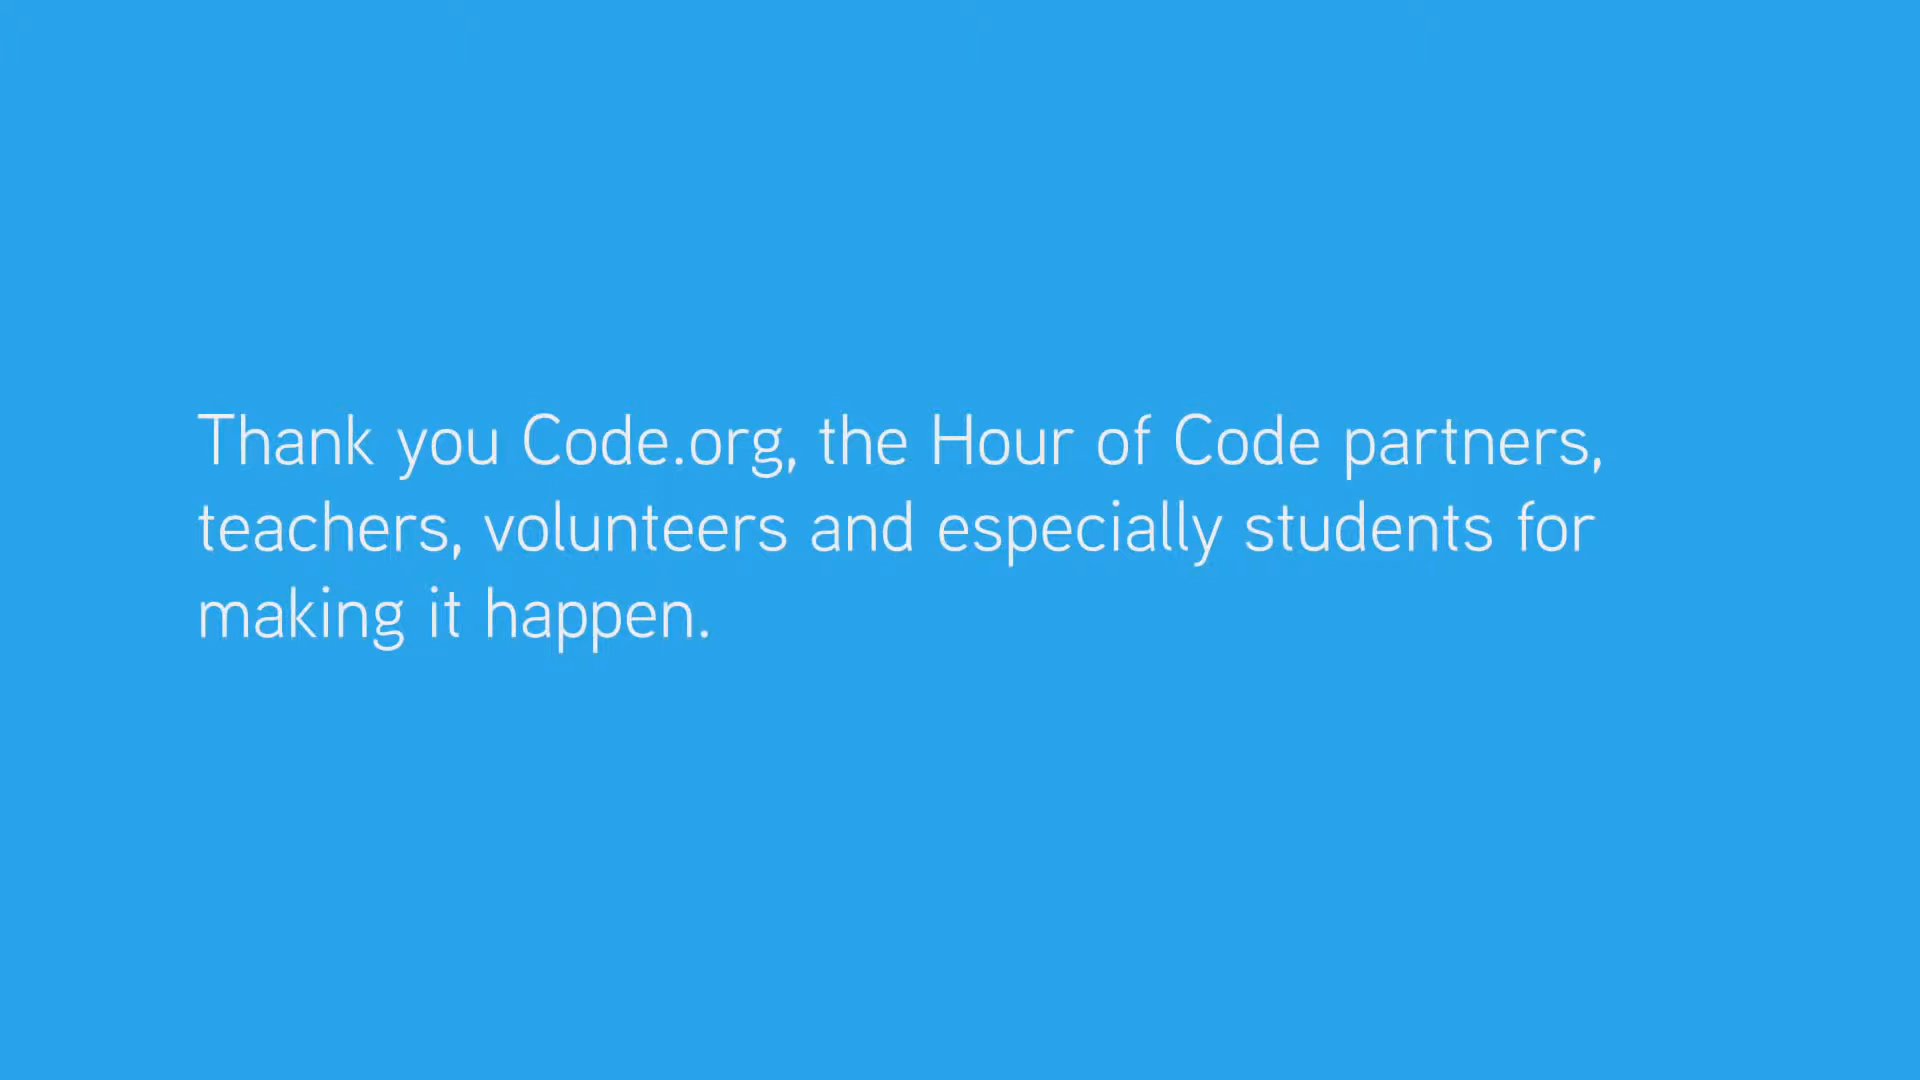 Thank you Code.org, the Hour of Code partners,
teachers, volunteers and especially students for
making it happen.